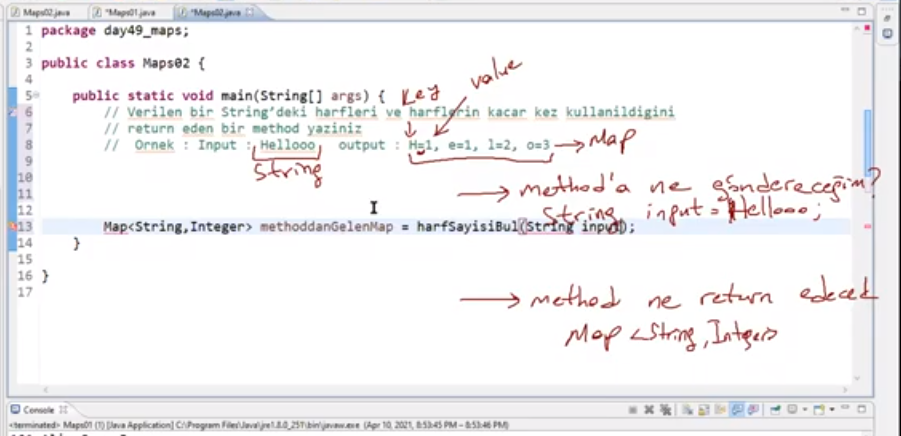 Maps02.java *Maps01.java *Maps02.java
1 package day49_maps;
2
3 public class Maps02 {
4
5 public static void main(String[] args) {
key
value
6 // Verilen bir String'deki harfleri ve harflerin kacar kez kullanildigini
7 // return eden bir method yaziniz
8 // Ornek : Input : Hellooo output : H=1, e=1, l=2, o=3
→ Map
String
9
10
→ method'a ne göndereceğim?
11
String input = Hellooo;
12
13 Map<String,Integer> methoddanGelenMap = harfSayisiBul(String input);
14 }
15
16 }
17
→ method ne return edecek
Map <String, Integer>
Console
<terminated> Maps01 (1) [Java Application] C:\Program Files\Java\jre1.8.0_251\bin\javaw.exe (Apr 10, 2021, 8:53:45 PM – 8:53:46 PM)